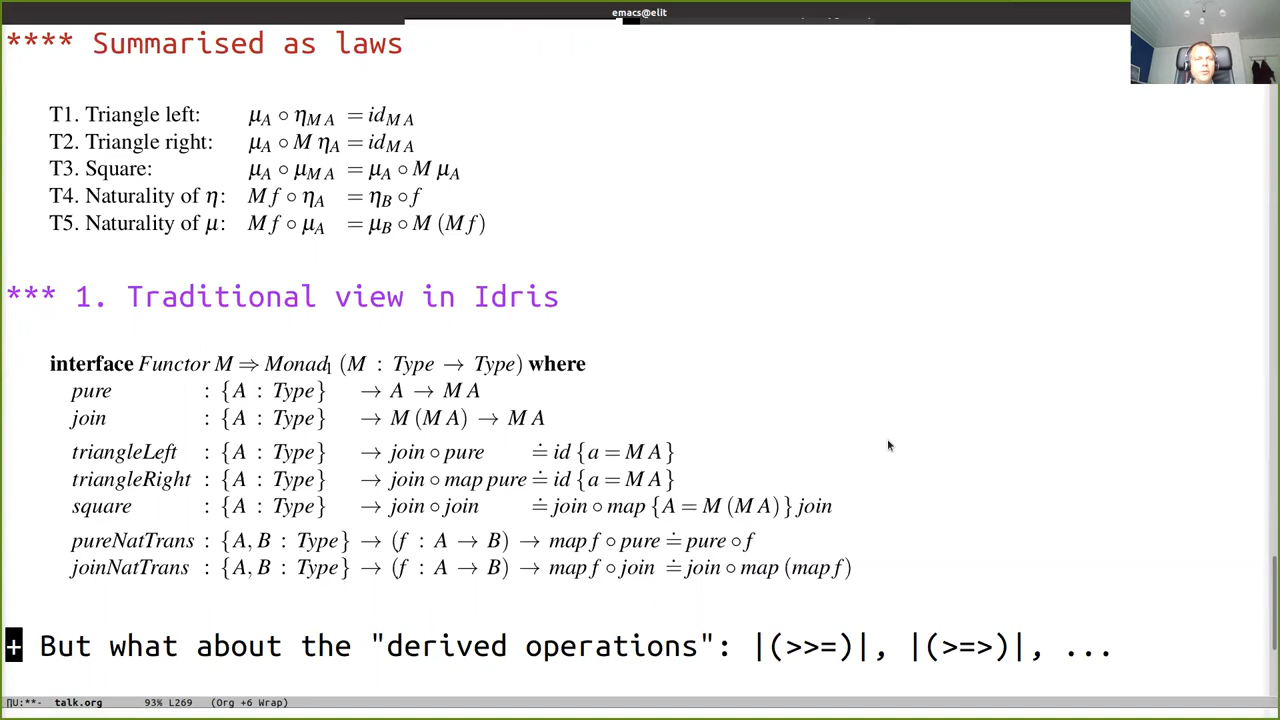 emacs@elit
**** Summarised as laws
T1. Triangle left: μ_A ∘ η_{M A} = id_{M A}
T2. Triangle right: μ_A ∘ M η_A = id_{M A}
T3. Square: μ_A ∘ μ_{M A} = μ_A ∘ M μ_A
T4. Naturality of η: M f ∘ η_A = η_B ∘ f
T5. Naturality of μ: M f ∘ μ_A = μ_B ∘ M (M f)
*** 1. Traditional view in Idris
interface Functor M ⇒ Monad₁ (M : Type → Type) where
pure : {A : Type} → A → M A
join : {A : Type} → M (M A) → M A
triangleLeft : {A : Type} → join ∘ pure ≐ id {a = M A}
triangleRight : {A : Type} → join ∘ map pure ≐ id {a = M A}
square : {A : Type} → join ∘ join ≐ join ∘ map {A = M (M A)} join
pureNatTrans : {A, B : Type} → (f : A → B) → map f ∘ pure ≐ pure ∘ f
joinNatTrans : {A, B : Type} → (f : A → B) → map f ∘ join ≐ join ∘ map (map f)
+ But what about the "derived operations": |(>>=)|, |(>=>)|, ...
U:**- talk.org 93% L269 (Org +6 Wrap)